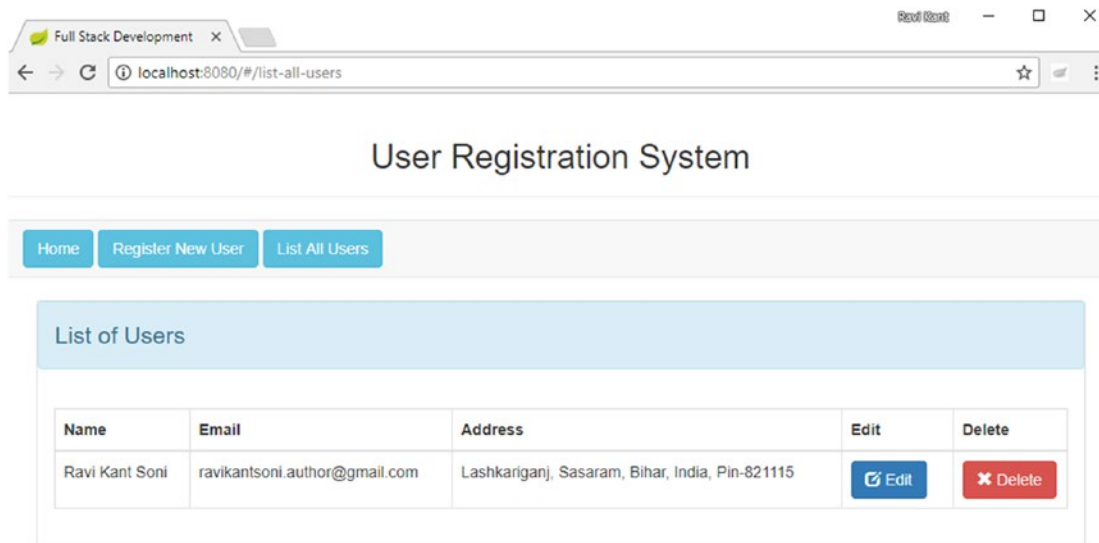 Ravi Kant
Full Stack Development
localhost:8080/#/list-all-users
User Registration System
Home Register New User List All Users
List of Users
Name Email Address Edit Delete
Ravi Kant Soni ravikantsoni.author@gmail.com Lashkariganj, Sasaram, Bihar, India, Pin-821115 Edit Delete